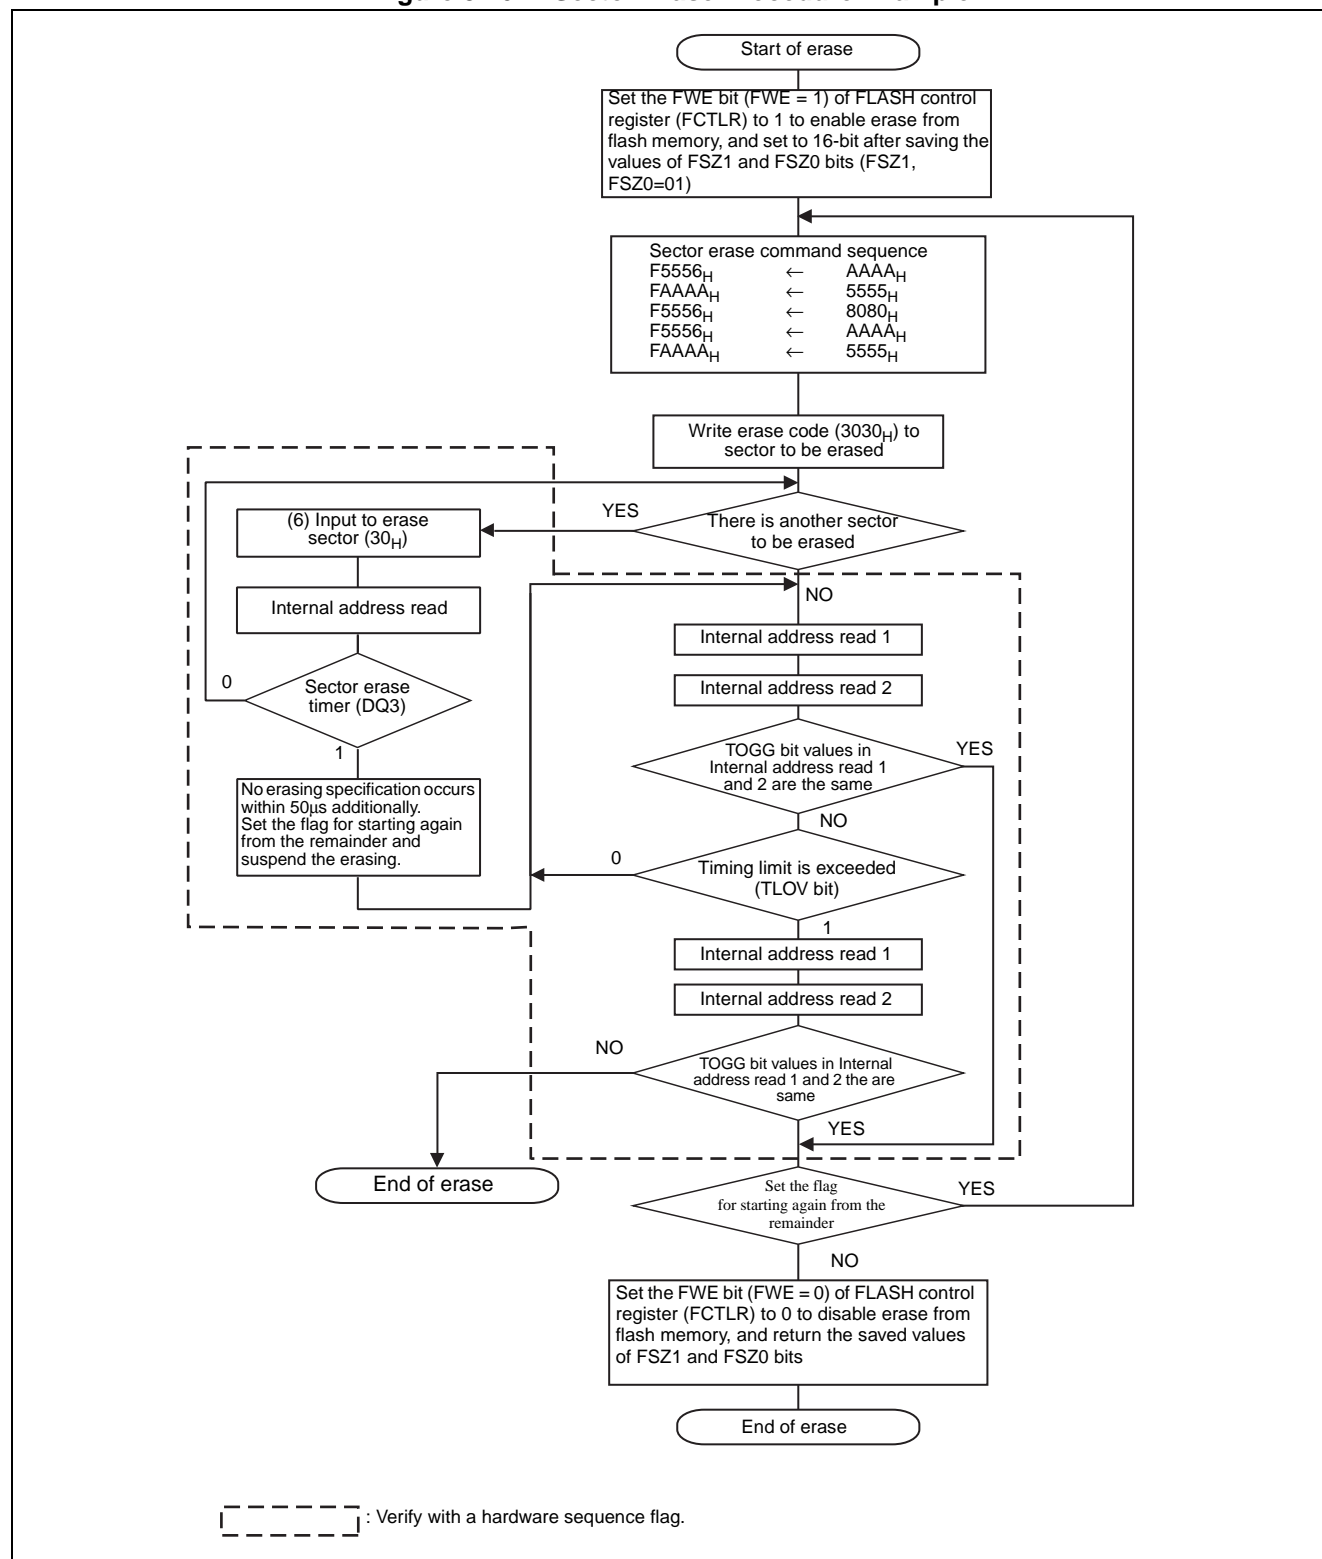 Start of erase
Set the FWE bit (FWE = 1) of FLASH control
register (FCTLR) to 1 to enable erase from
flash memory, and set to 16-bit after saving the
values of FSZ1 and FSZ0 bits (FSZ1,
FSZ0=01)
Sector erase command sequence
F5556H ← AAAAH
FAAAAH ← 5555H
F5556H ← 8080H
F5556H ← AAAAH
FAAAAH ← 5555H
Write erase code (3030H) to
sector to be erased
YES
There is another sector
to be erased
(6) Input to erase
sector (30H)
NO
Internal address read
Internal address read 1
0
Sector erase
timer (DQ3)
Internal address read 2
1
TOGG bit values in
Internal address read 1
and 2 are the same
YES
No erasing specification occurs
within 50μs additionally.
Set the flag for starting again
from the remainder and
suspend the erasing.
NO
0
Timing limit is exceeded
(TLOV bit)
1
Internal address read 1
Internal address read 2
NO
TOGG bit values in Internal
address read 1 and 2 the are
same
YES
End of erase
Set the flag
for starting again from the
remainder
YES
NO
Set the FWE bit (FWE = 0) of FLASH control
register (FCTLR) to 0 to disable erase from
flash memory, and return the saved values
of FSZ1 and FSZ0 bits
End of erase
: Verify with a hardware sequence flag.